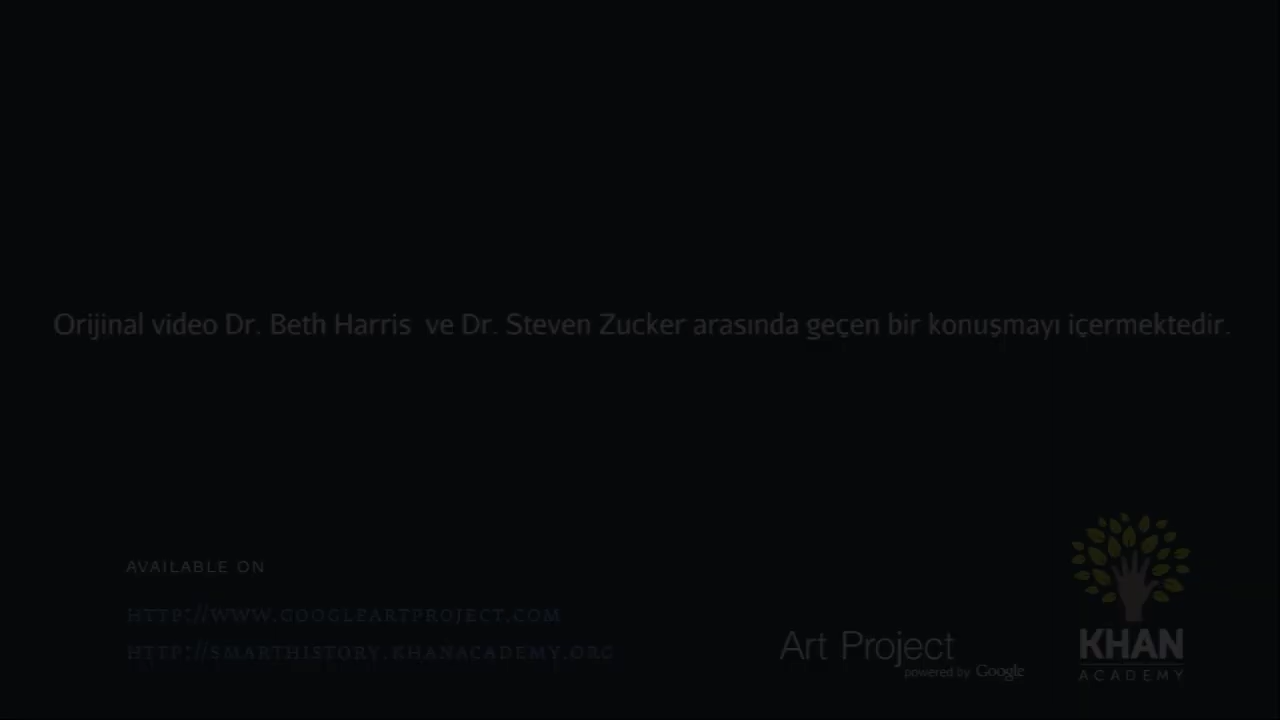 Orijinal video Dr. Beth Harris ve Dr. Steven Zucker arasında geçen bir konuşmayı içermektedir.
AVAILABLE ON
HTTP://WWW.GOOGLEARTPROJECT.COM
HTTP://SMARTHISTORY.KHANACADEMY.ORG
Art Project
powered by Google
KHAN
ACADEMY